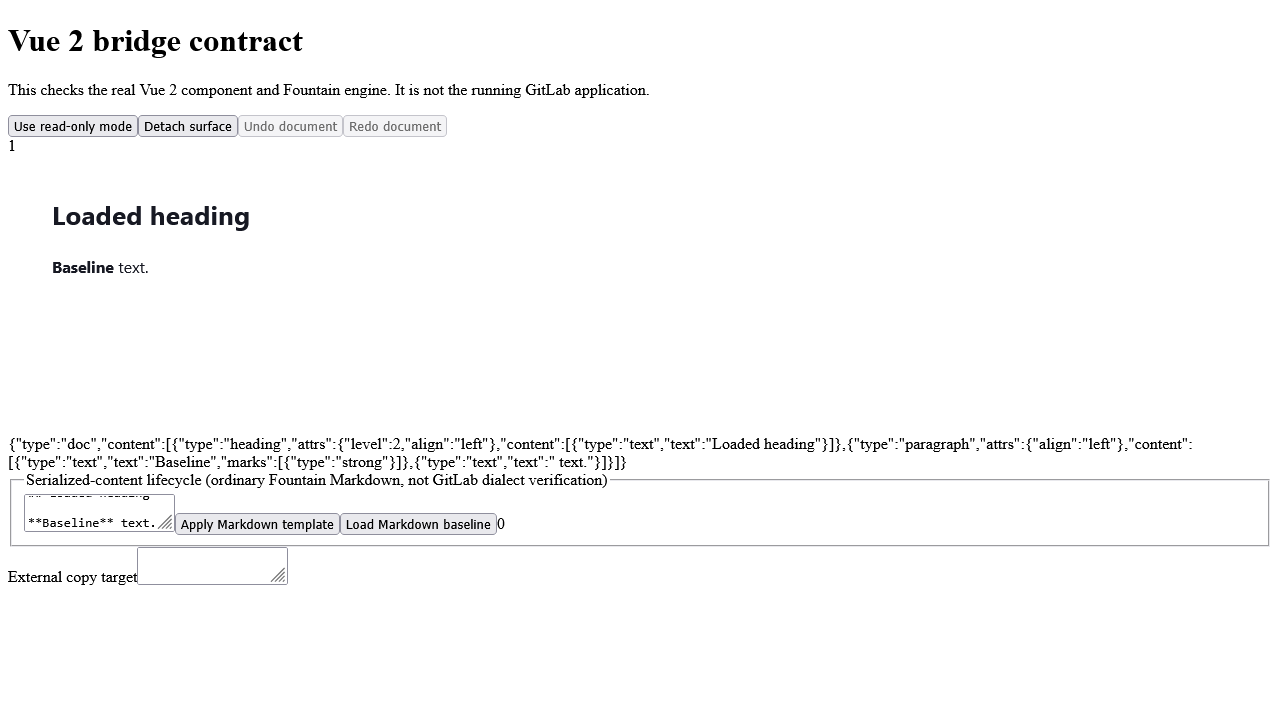 Vue 2 bridge contract
This checks the real Vue 2 component and Fountain engine. It is not the running GitLab application.
Use read-only mode Detach surface Undo document Redo document
1
Loaded heading
Baseline text.
{"type":"doc","content":[{"type":"heading","attrs":{"level":2,"align":"left"},"content":[{"type":"text","text":"Loaded heading"}]},{"type":"paragraph","attrs":{"align":"left"},"content":
[{"type":"text","text":"Baseline","marks":[{"type":"strong"}]},{"type":"text","text":" text."}]}]}
Serialized-content lifecycle (ordinary Fountain Markdown, not GitLab dialect verification)
## Loaded heading
**Baseline** text. Apply Markdown template Load Markdown baseline 0
External copy target